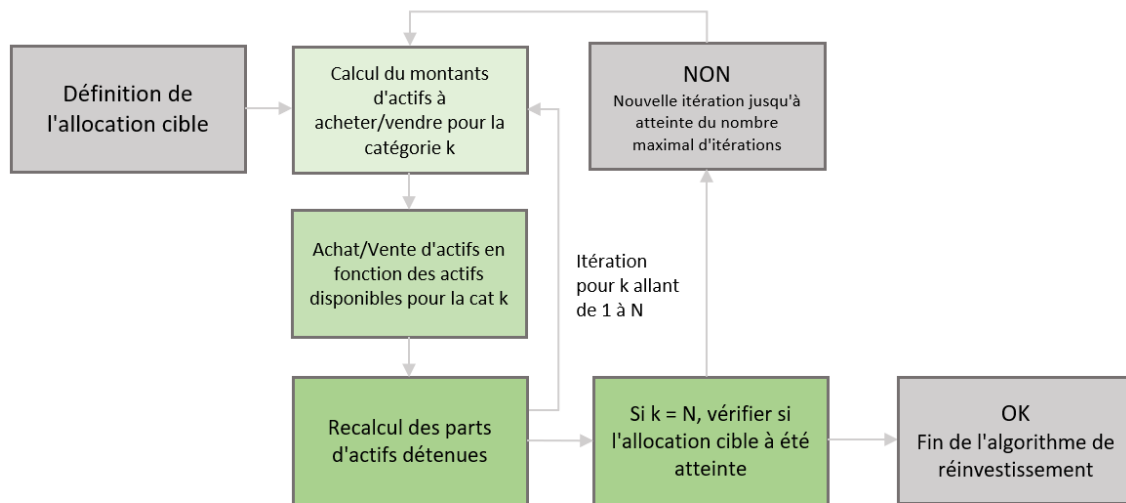 Définition de
l'allocation cible
Calcul du montants
d'actifs à
acheter/vendre pour la
catégorie k
NON
Nouvelle itération jusqu'à
atteinte du nombre
maximal d'itérations
Achat/Vente d'actifs en
fonction des actifs
disponibles pour la cat k
Itération
pour k allant
de 1 à N
Recalcul des parts
d'actifs détenues
Si k = N, vérifier si
l'allocation cible à été
atteinte
OK
Fin de l'algorithme de
réinvestissement